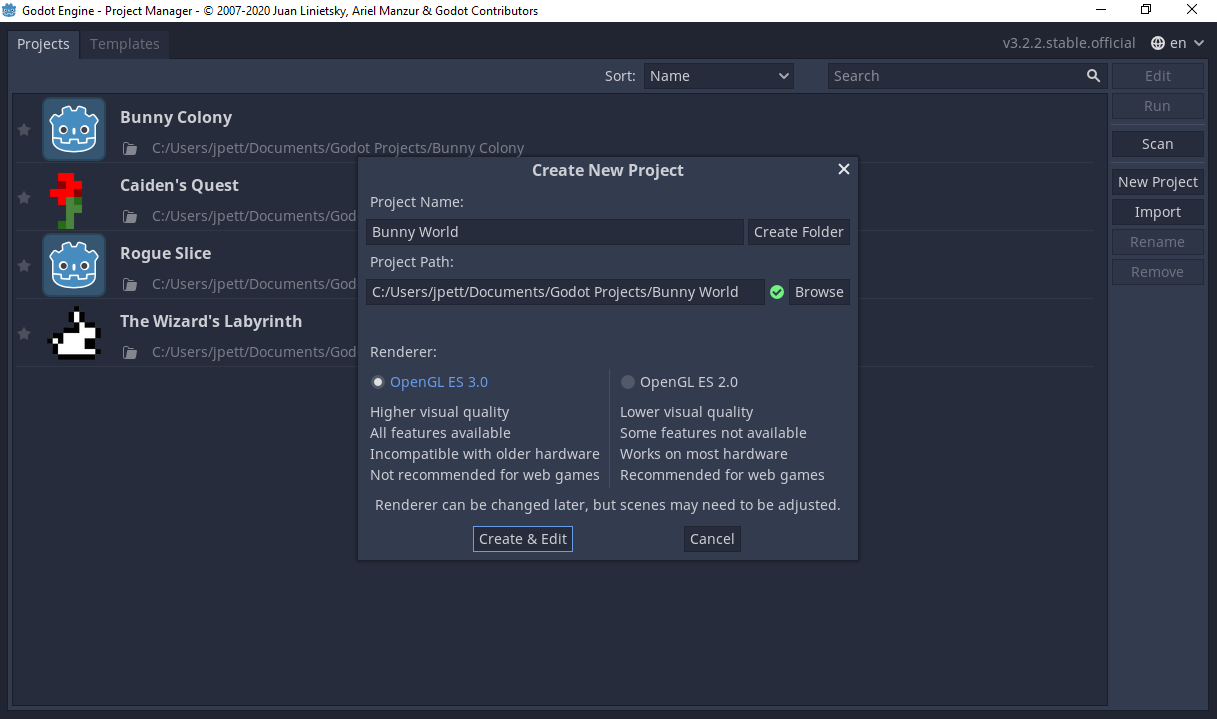 Godot Engine - Project Manager - © 2007-2020 Juan Linietsky, Ariel Manzur & Godot Contributors
Projects Templates v3.2.2.stable.official en
Sort: Name Search Edit
Run
Scan
New Project
Import
Rename
Remove
Bunny Colony
C:/Users/jpett/Documents/Godot Projects/Bunny Colony
Caiden's Quest
C:/Users/jpett/Documents/God
Rogue Slice
C:/Users/jpett/Documents/God
The Wizard's Labyrinth
C:/Users/jpett/Documents/God
Create New Project
Project Name:
Bunny World Create Folder
Project Path:
C:/Users/jpett/Documents/Godot Projects/Bunny World Browse
Renderer:
OpenGL ES 3.0
Higher visual quality
All features available
Incompatible with older hardware
Not recommended for web games
OpenGL ES 2.0
Lower visual quality
Some features not available
Works on most hardware
Recommended for web games
Renderer can be changed later, but scenes may need to be adjusted.
Create & Edit Cancel